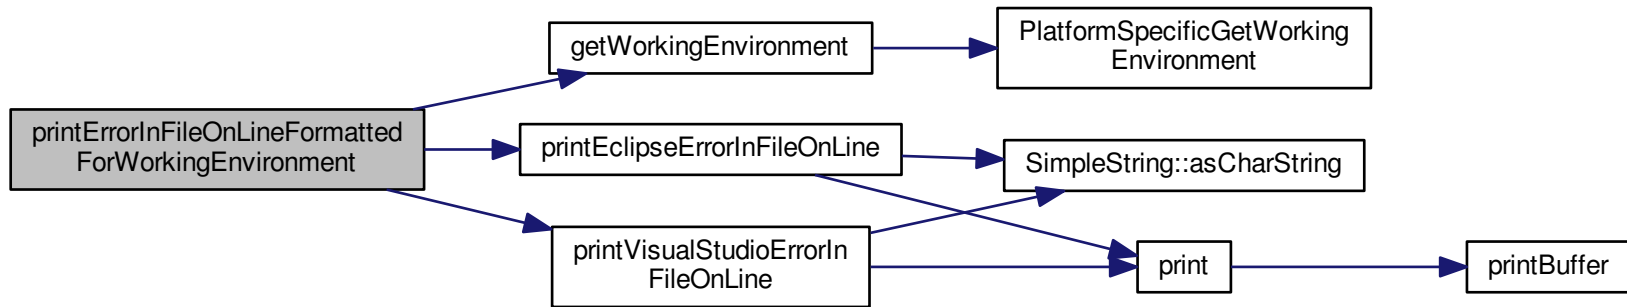 printErrorInFileOnLineFormatted
ForWorkingEnvironment
getWorkingEnvironment
PlatformSpecificGetWorking
Environment
printEclipseErrorInFileOnLine
SimpleString::asCharString
printVisualStudioErrorIn
FileOnLine
print
printBuffer